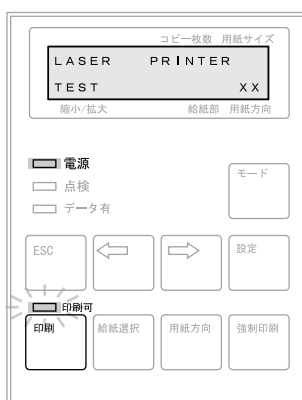 コピー枚数 用紙サイズ
LASER PRINTER
TEST XX
縮小/拡大 給紙部 用紙方向
電源
点検
モード
データ有
ESC 設定
印刷可
印刷 給紙選択 用紙方向 強制印刷